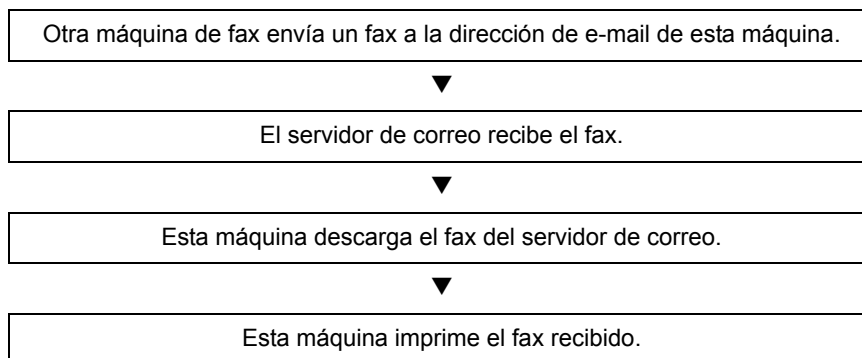 Otra máquina de fax envía un fax a la dirección de e-mail de esta máquina.
El servidor de correo recibe el fax.
Esta máquina descarga el fax del servidor de correo.
Esta máquina imprime el fax recibido.